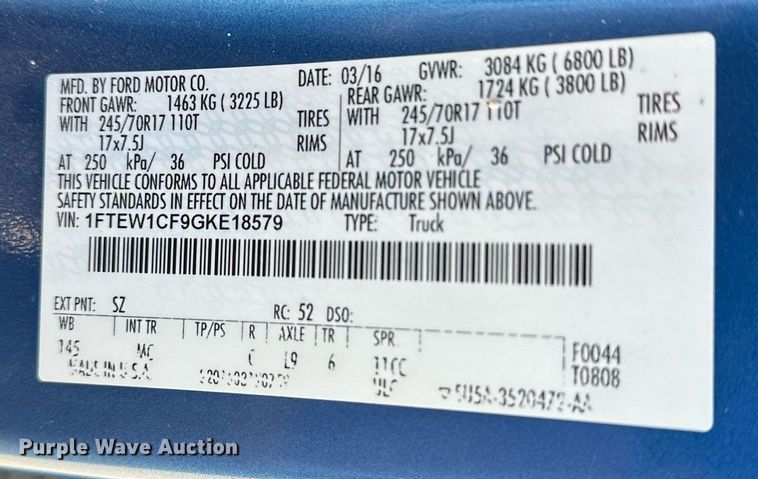 MFD. BY FORD MOTOR CO. DATE: 03/16 GVWR: 3084 KG ( 6800 LB)
FRONT GAWR: 1463 KG ( 3225 LB) REAR GAWR: 1724 KG ( 3800 LB)
WITH 245/70R17 110T TIRES WITH 245/70R17 110T TIRES
17x7.5J RIMS 17x7.5J RIMS
AT 250 kPa/ 36 PSI COLD AT 250 kPa/ 36 PSI COLD
THIS VEHICLE CONFORMS TO ALL APPLICABLE FEDERAL MOTOR VEHICLE
SAFETY STANDARDS IN EFFECT ON THE DATE OF MANUFACTURE SHOWN ABOVE.
VIN: 1FTEW1CF9GKE18579 TYPE: Truck
EXT PNT: SZ RC: 52 DSO:
WB INT TR TP/PS R AXLE TR SPR
145 L9 6 F0044
MADE IN U.S.A. T0808
Purple Wave Auction